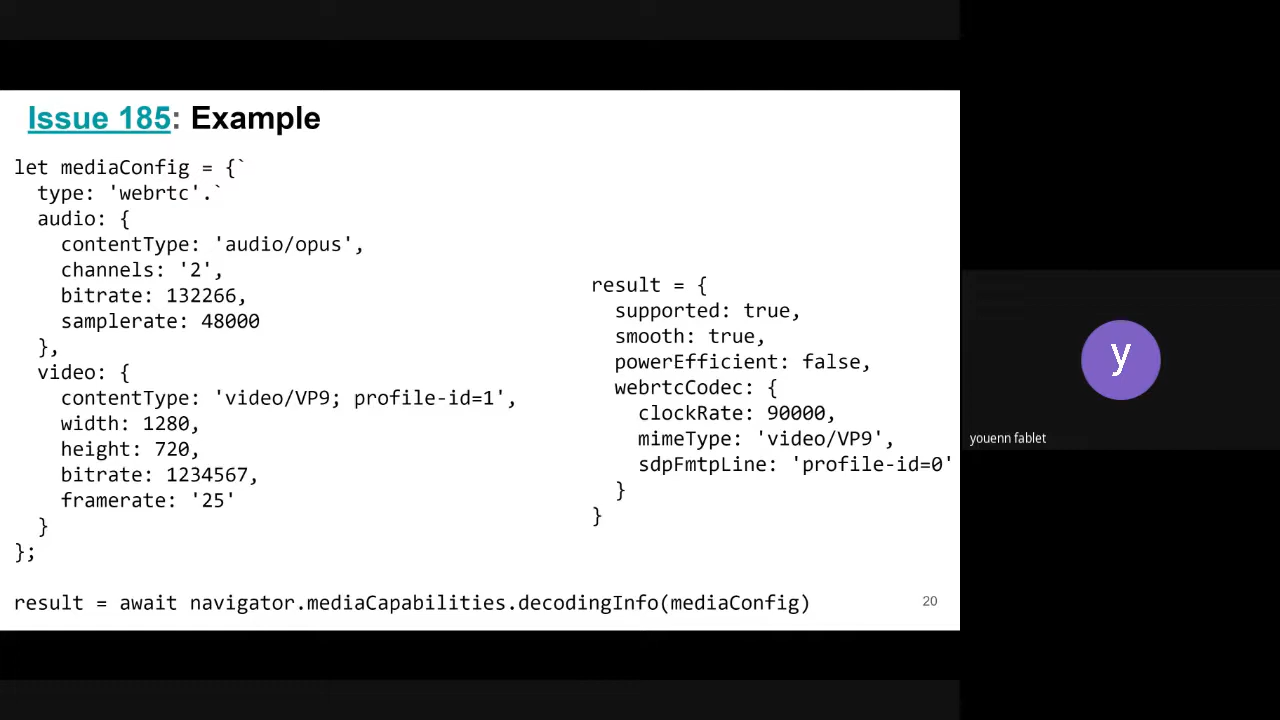 Issue 185: Example
let mediaConfig = {`
  type: 'webrtc'.`
  audio: {
    contentType: 'audio/opus',
    channels: '2',
    bitrate: 132266,
    samplerate: 48000
  },
  video: {
    contentType: 'video/VP9; profile-id=1',
    width: 1280,
    height: 720,
    bitrate: 1234567,
    framerate: '25'
  }
};
result = await navigator.mediaCapabilities.decodingInfo(mediaConfig)
result = {
  supported: true,
  smooth: true,
  powerEfficient: false,
  webrtcCodec: {
    clockRate: 90000,
    mimeType: 'video/VP9',
    sdpFmtpLine: 'profile-id=0'
  }
}
20
y
youenn fablet